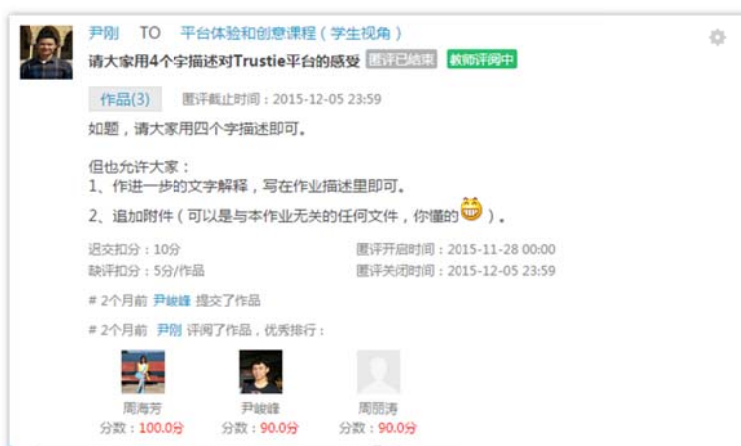 尹刚 TO 平台体验和创意课程（学生视角）
请大家用4个字描述对Trustie平台的感受 匿评已结束 教师评阅中
作品(3) 匿评截止时间：2015-12-05 23:59
如题，请大家用四个字描述即可。
但也允许大家：
1、作进一步的文字解释，写在作业描述里即可。
2、追加附件（可以是与本作业无关的任何文件，你懂的）。
迟交扣分：10分 匿评开启时间：2015-11-28 00:00
缺评扣分：5分/作品 匿评关闭时间：2015-12-05 23:59
# 2个月前 尹峻峰 提交了作品
# 2个月前 尹刚 评阅了作品，优秀排行：
周海芳 尹峻峰 周丽涛
分数：100.0分 分数：90.0分 分数：90.0分